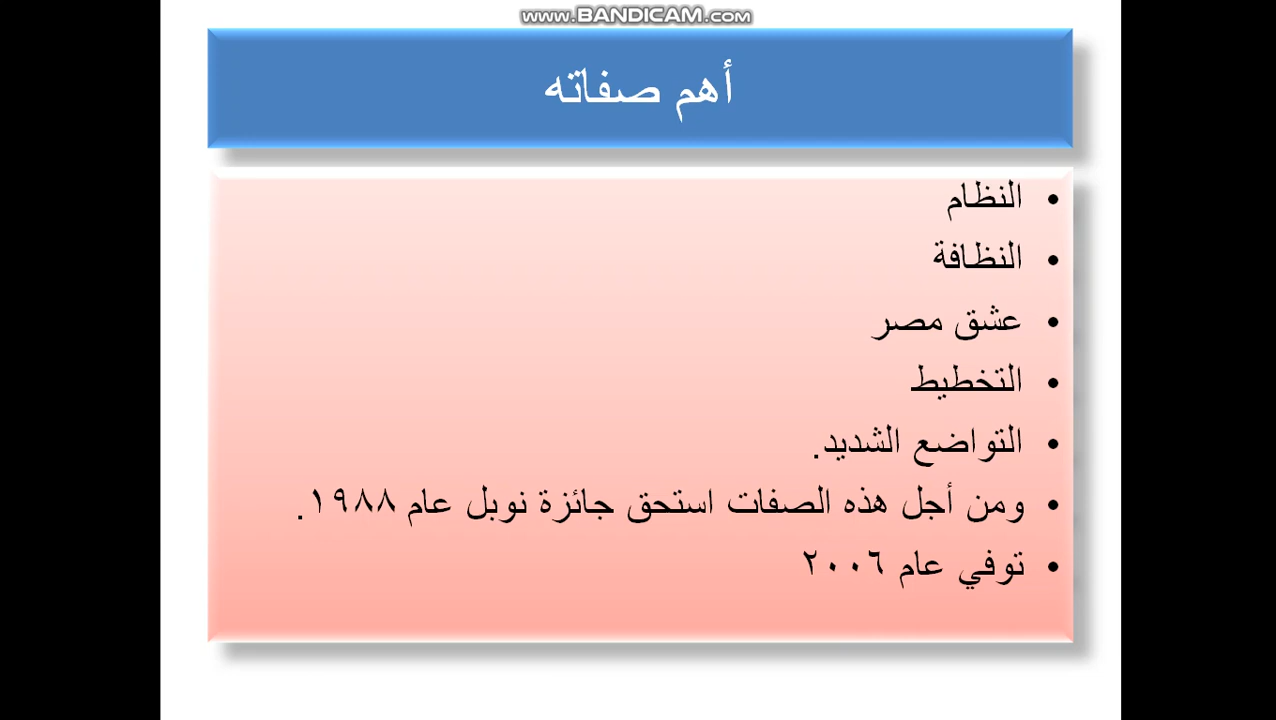 www.BANDICAM.com
أهم صفاته
• النظام
• النظافة
• عشق مصر
• التخطيط
• التواضع الشديد.
• ومن أجل هذه الصفات استحق جائزة نوبل عام ١٩٨٨.
• توفي عام ٢٠٠٦